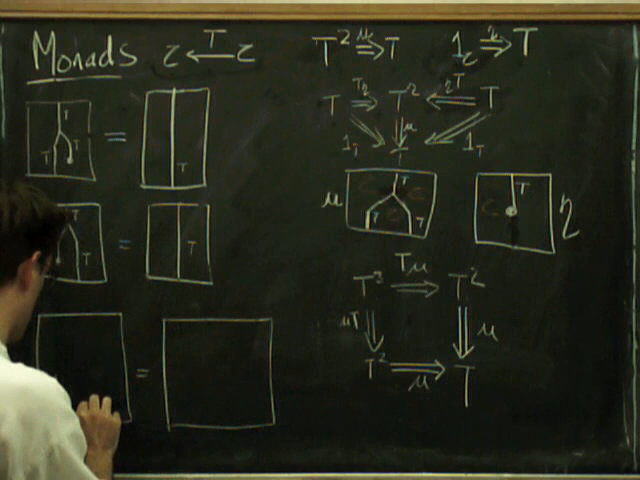 Monads C ←T– C T² ⇒μ T 1_C ⇒η T
T ⇒Tη T² ⇐ηT T
1_T ⇓μ 1_T
T
T T = T
T = T
μ T C C T C T
T C η
T³ ⇒Tμ T²
μT ⇓ ⇓ μ
T² ⇒μ T
=